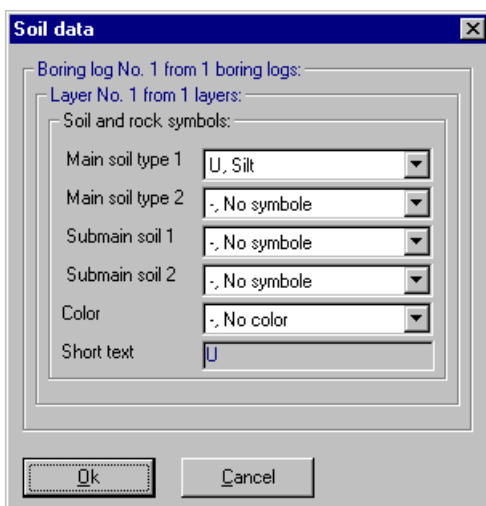 Soil data
Boring log No. 1 from 1 boring logs:
Layer No. 1 from 1 layers:
Soil and rock symbols:
Main soil type 1 U, Silt
Main soil type 2 -, No symbole
Submain soil 1 -, No symbole
Submain soil 2 -, No symbole
Color -, No color
Short text U
Ok Cancel